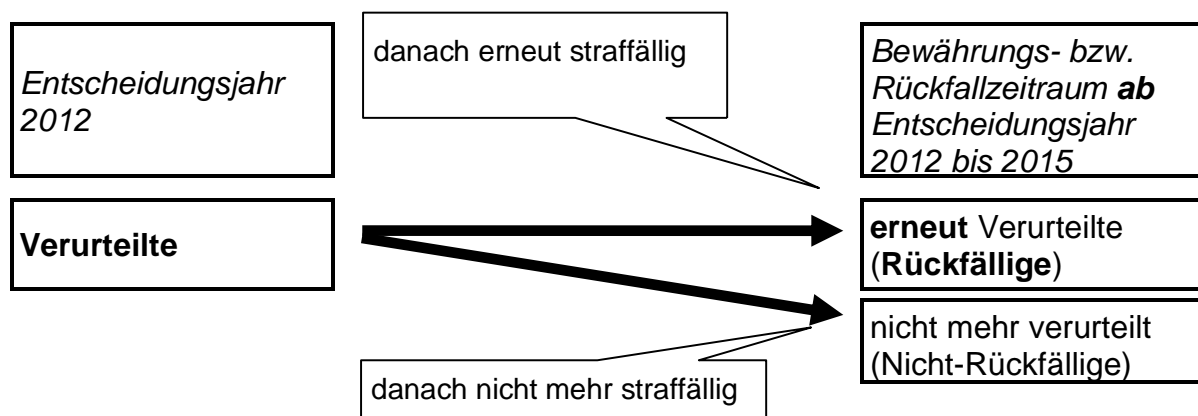 Entscheidungsjahr
2012
danach erneut straffällig
Bewährungs- bzw.
Rückfallzeitraum ab
Entscheidungsjahr
2012 bis 2015
Verurteilte
erneut Verurteilte
(Rückfällige)
nicht mehr verurteilt
(Nicht-Rückfällige)
danach nicht mehr straffällig